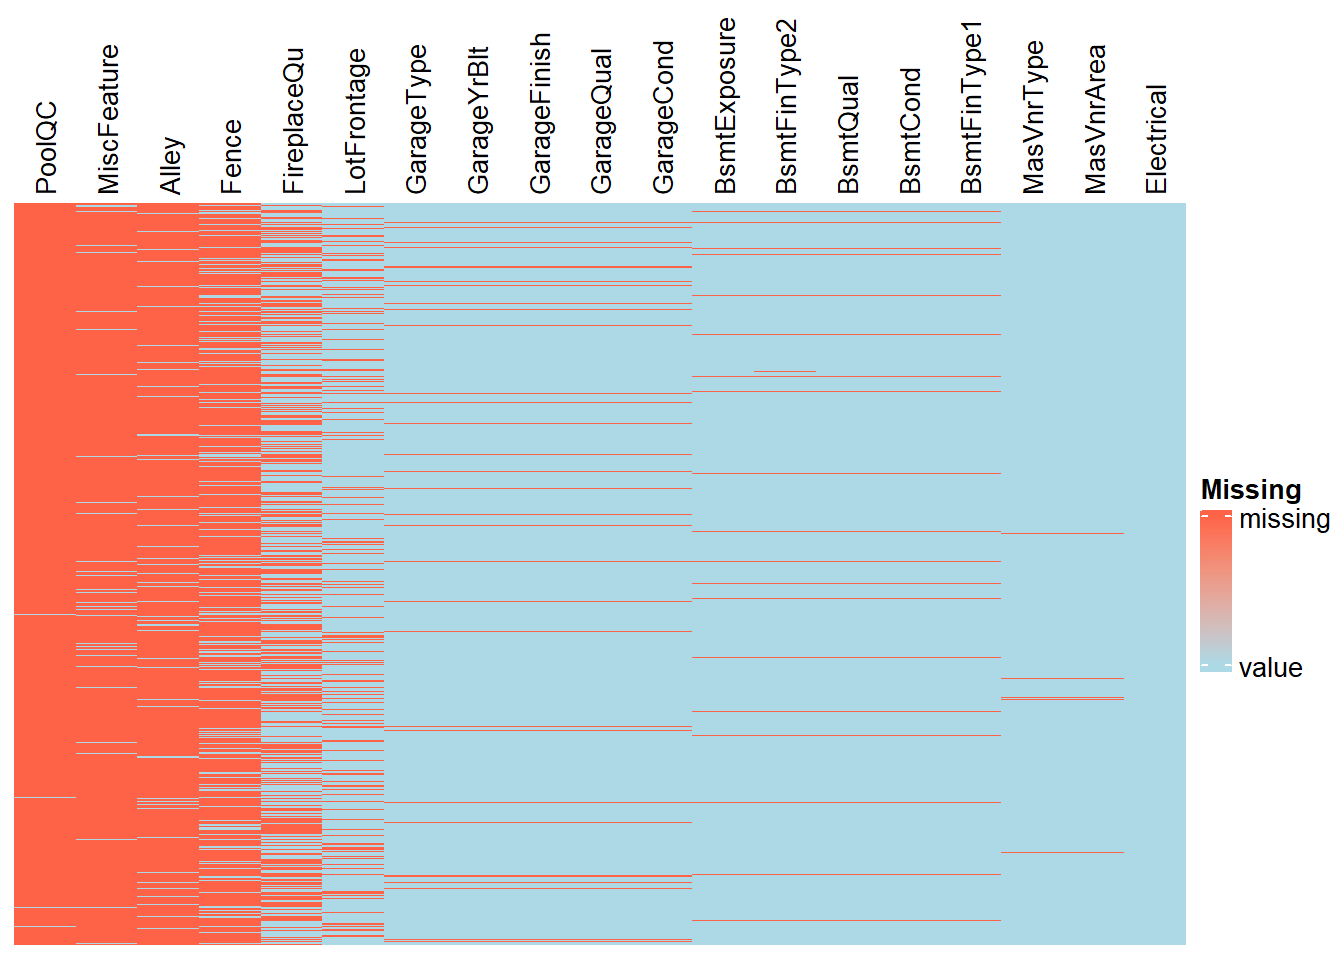 PoolQC
MiscFeature
Alley
Fence
FireplaceQu
LotFrontage
GarageType
GarageYrBlt
GarageFinish
GarageQual
GarageCond
BsmtExposure
BsmtFinType2
BsmtQual
BsmtCond
BsmtFinType1
MasVnrType
MasVnrArea
Electrical
Missing
missing
value